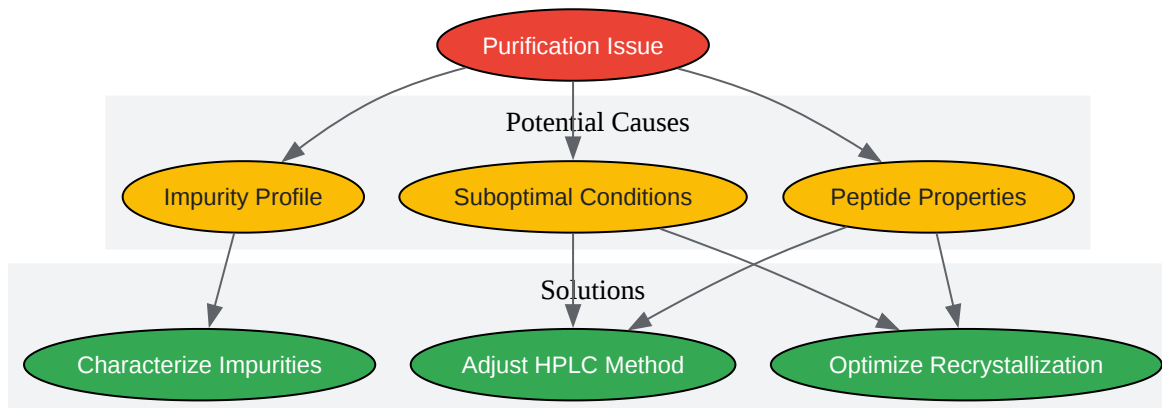 Purification Issue
Potential Causes
Impurity Profile
Suboptimal Conditions
Peptide Properties
Solutions
Characterize Impurities
Adjust HPLC Method
Optimize Recrystallization